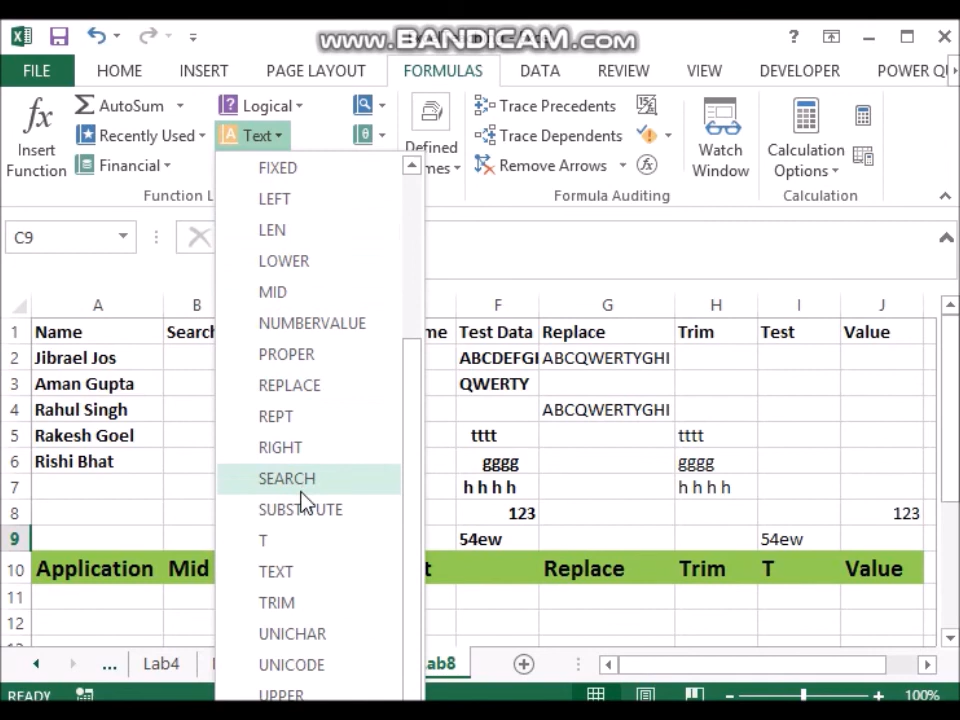 www.BANDICAM.com
FILE HOME INSERT PAGE LAYOUT FORMULAS DATA REVIEW VIEW DEVELOPER POWER
fx Insert Function
AutoSum
Recently Used
Financial
Logical
Text
Defined
Trace Precedents
Trace Dependents
Remove Arrows
fx
Watch Window
Calculation Options
Formula Auditing Calculation
Function
C9
FIXED
LEFT
LEN
LOWER
MID
NUMBERVALUE
PROPER
REPLACE
REPT
RIGHT
SEARCH
SUBSTITUTE
T
TEXT
TRIM
UNICHAR
UNICODE
UPPER
A B F G H I J
1 Name Search Test Data Replace Trim Test Value
2 Jibrael Jos ABCDEFGI ABCQWERTYGHI
3 Aman Gupta QWERTY
4 Rahul Singh ABCQWERTYGHI
5 Rakesh Goel tttt tttt
6 Rishi Bhat gggg gggg
7 h h h h h h h h
8 123 123
9 54ew 54ew
10 Application Mid Replace Trim T Value
11
12
... Lab4
READY 100%